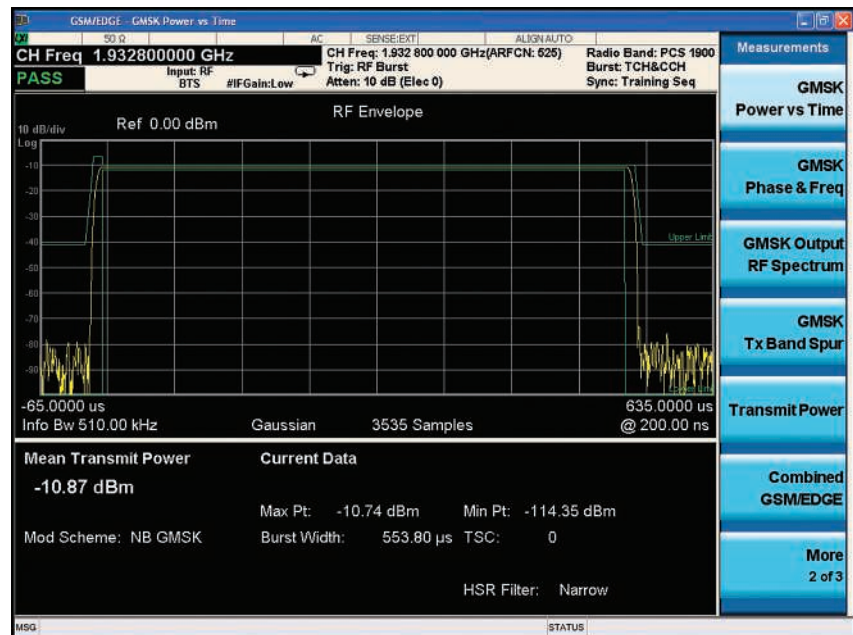 GSM/EDGE - GMSK Power vs Time
50 Ω AC SENSE:EXT ALIGN AUTO
CH Freq 1.932800000 GHz
CH Freq: 1.932 800 000 GHz(ARFCN: 525)
Radio Band: PCS 1900
Input: RF
Trig: RF Burst
Burst: TCH&CCH
PASS
BTS
#IFGain:Low
Atten: 10 dB (Elec 0)
Sync: Training Seq
RF Envelope
10 dB/div
Ref 0.00 dBm
Log
-10
-20
-30
-40
Upper Limit
-50
-60
-70
-80
-90
Lower Limit
-65.0000 us
635.0000 us
Info Bw 510.00 kHz
Gaussian
3535 Samples
@ 200.00 ns
Mean Transmit Power
Current Data
-10.87 dBm
Max Pt: -10.74 dBm
Min Pt: -114.35 dBm
Mod Scheme: NB GMSK
Burst Width: 553.80 µs
TSC: 0
HSR Filter: Narrow
MSG
STATUS
Measurements
GMSK
Power vs Time
GMSK
Phase & Freq
GMSK Output
RF Spectrum
GMSK
Tx Band Spur
Transmit Power
Combined
GSM/EDGE
More
2 of 3